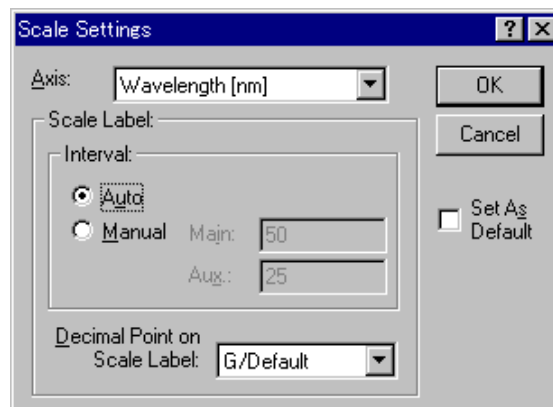 Scale Settings
Axis: Wavelength [nm]
OK
Cancel
Scale Label:
Interval:
Auto
Manual Main: 50
Aux.: 25
Set As
Default
Decimal Point on
Scale Label: G/Default